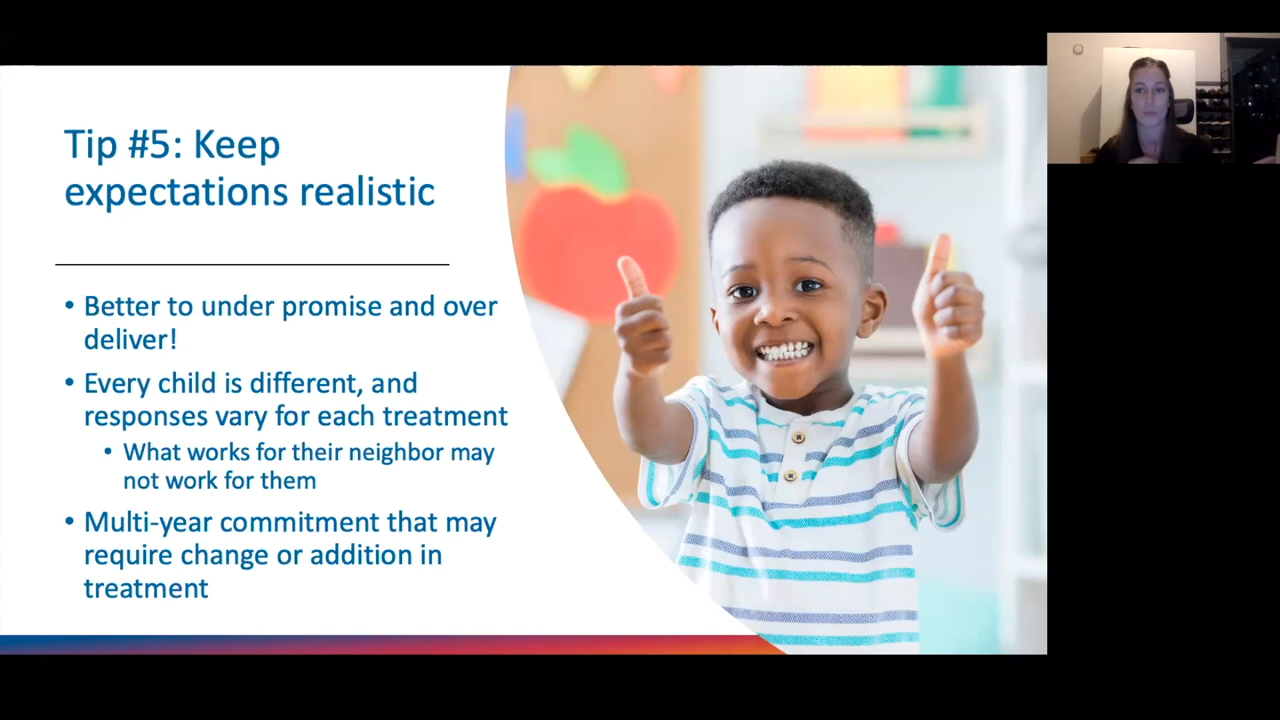 Tip #5: Keep
expectations realistic
• Better to under promise and over
deliver!
• Every child is different, and
responses vary for each treatment
• What works for their neighbor may
not work for them
• Multi-year commitment that may
require change or addition in
treatment